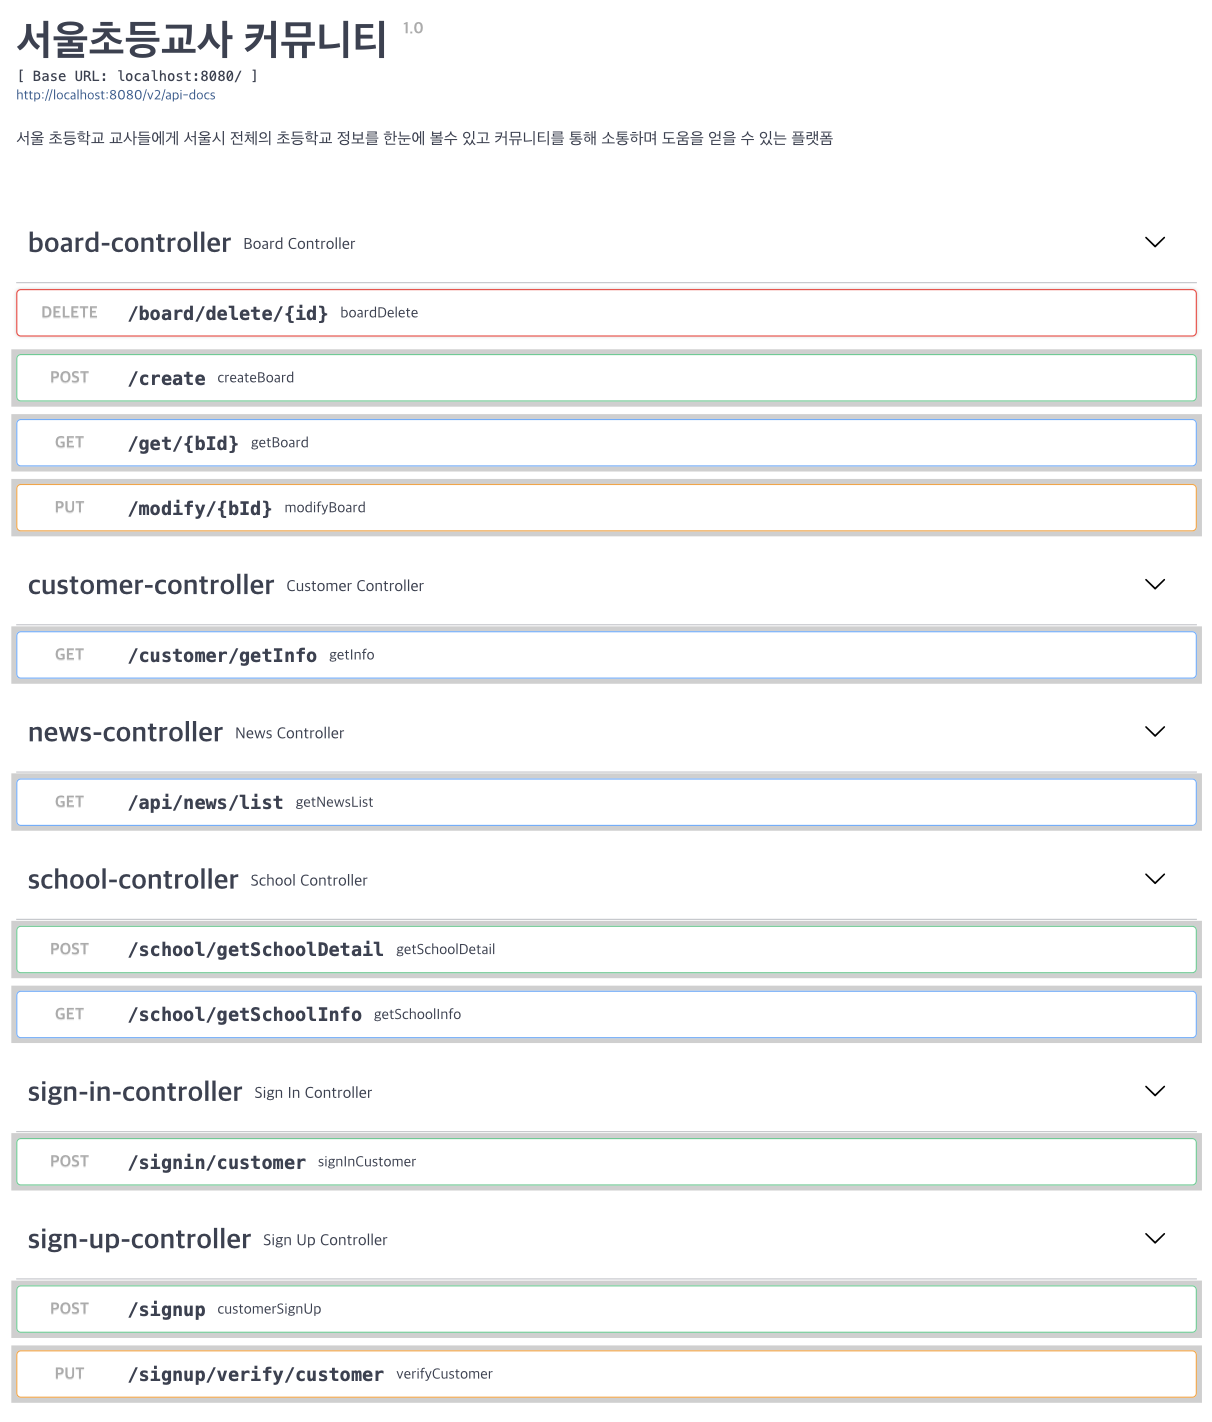 서울초등교사 커뮤니티 1.0
[ Base URL: localhost:8080/ ]
http://localhost:8080/v2/api-docs
서울 초등학교 교사들에게 서울시 전체의 초등학교 정보를 한눈에 볼수 있고 커뮤니티를 통해 소통하며 도움을 얻을 수 있는 플랫폼
board-controller Board Controller
DELETE /board/delete/{id} boardDelete
POST /create createBoard
GET /get/{bId} getBoard
PUT /modify/{bId} modifyBoard
customer-controller Customer Controller
GET /customer/getInfo getInfo
news-controller News Controller
GET /api/news/list getNewsList
school-controller School Controller
POST /school/getSchoolDetail getSchoolDetail
GET /school/getSchoolInfo getSchoolInfo
sign-in-controller Sign In Controller
POST /signin/customer signInCustomer
sign-up-controller Sign Up Controller
POST /signup customerSignUp
PUT /signup/verify/customer verifyCustomer